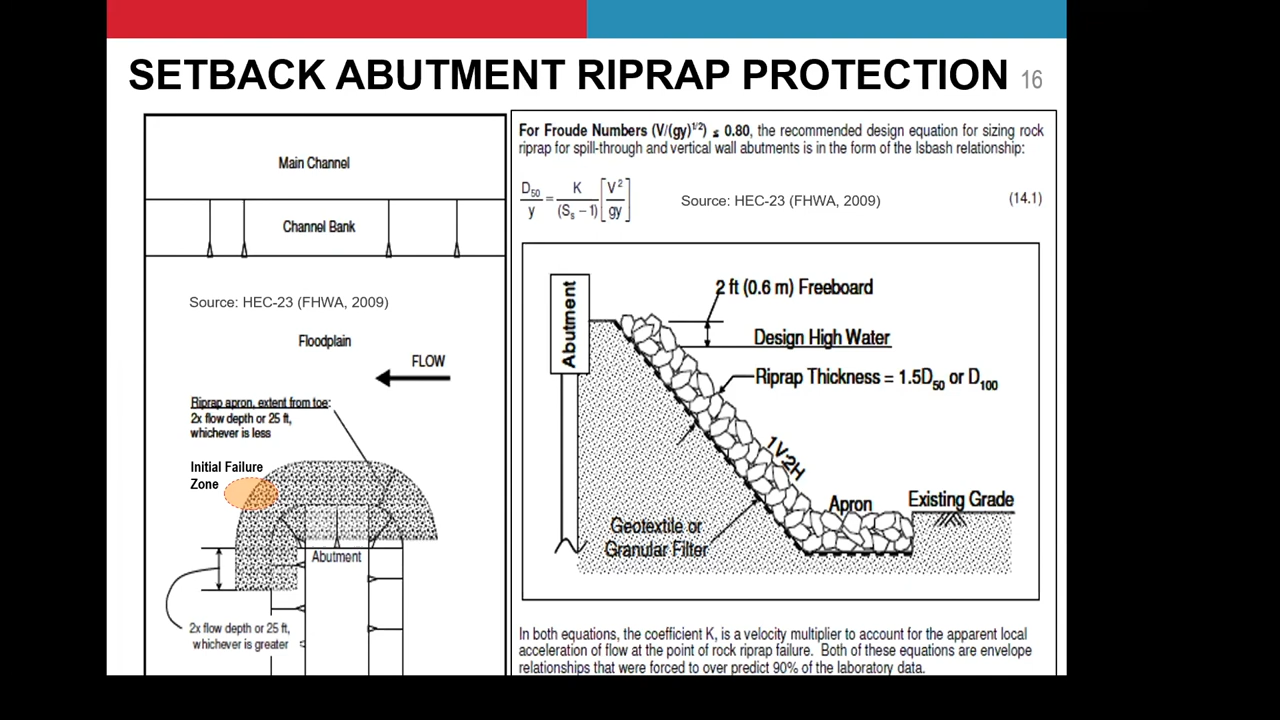 SETBACK ABUTMENT RIPRAP PROTECTION 16
Main Channel
Channel Bank
Source: HEC-23 (FHWA, 2009)
Floodplain
FLOW
Riprap apron, extent from toe:
2x flow depth or 25 ft,
whichever is less
Initial Failure
Zone
Abutment
2x flow depth or 25 ft,
whichever is greater
For Froude Numbers (V/(gy)^1/2) ≤ 0.80, the recommended design equation for sizing rock
riprap for spill-through and vertical wall abutments is in the form of the Isbash relationship:
D50/y = K/(Ss – 1) [V²/gy] Source: HEC-23 (FHWA, 2009) (14.1)
Abutment
2 ft (0.6 m) Freeboard
Design High Water
Riprap Thickness = 1.5D50 or D100
1V:2H
Apron
Existing Grade
Geotextile or
Granular Filter
In both equations, the coefficient K, is a velocity multiplier to account for the apparent local
acceleration of flow at the point of rock riprap failure. Both of these equations are envelope
relationships that were forced to over predict 90% of the laboratory data.